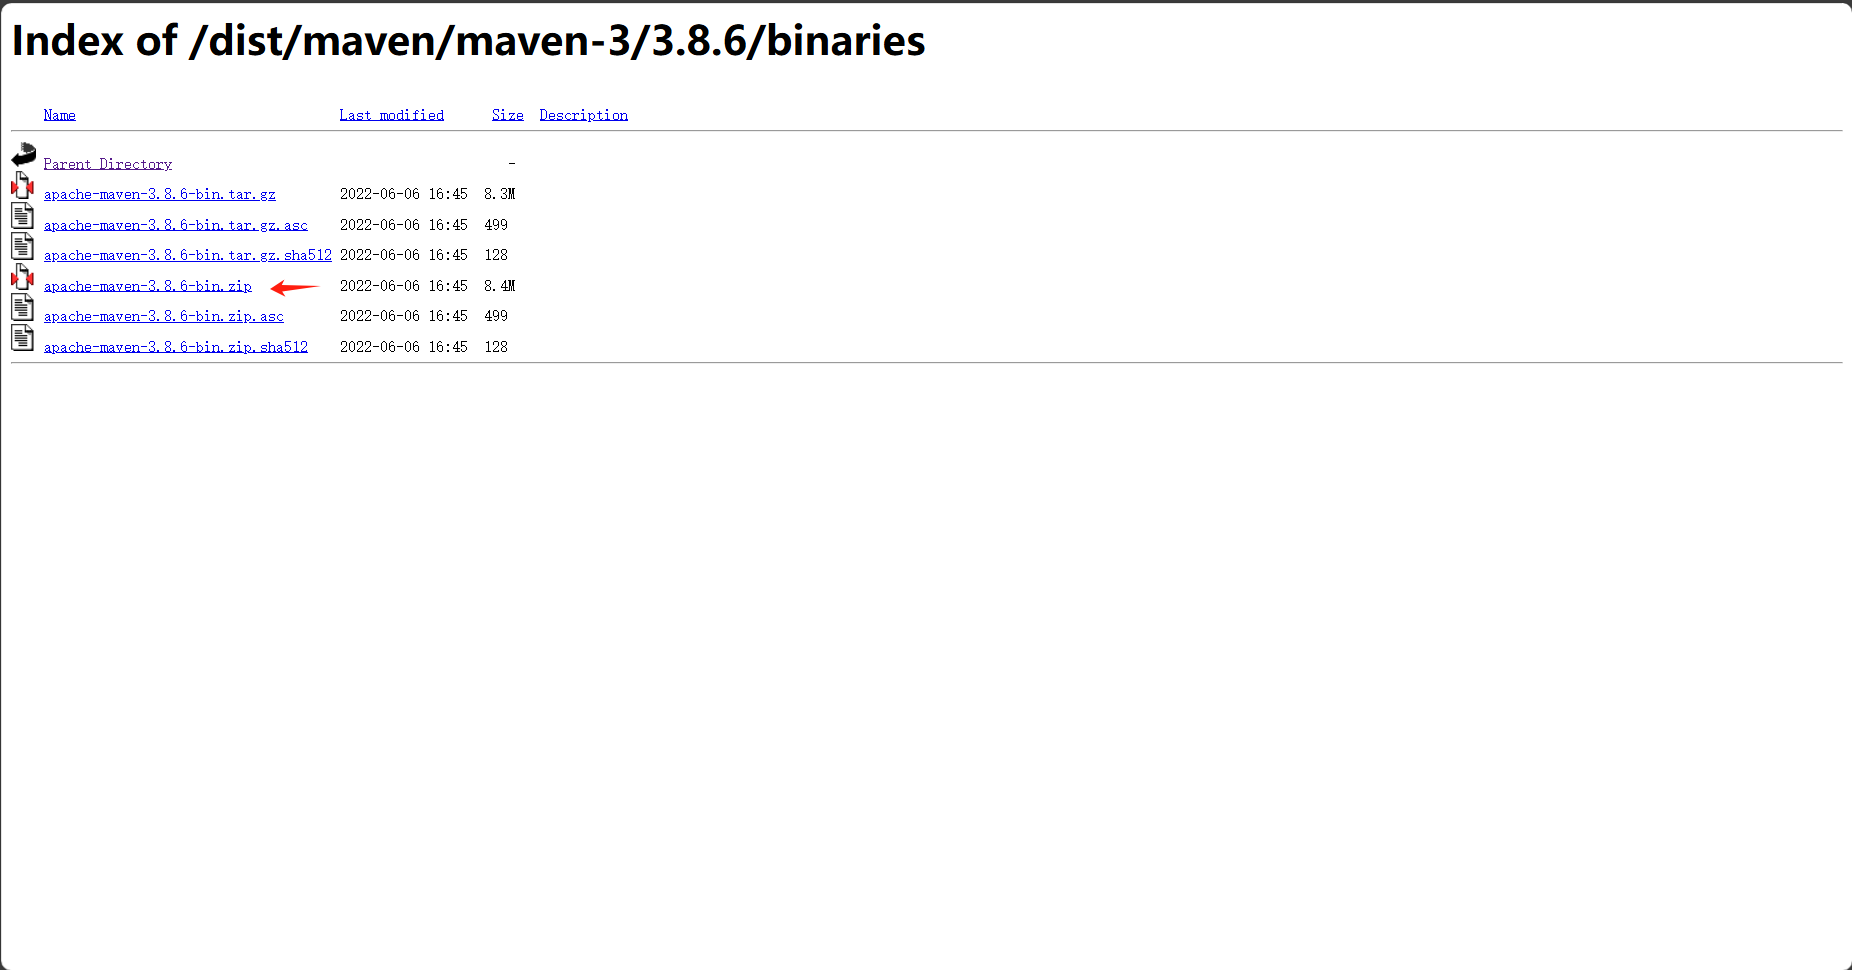 Index of /dist/maven/maven-3/3.8.6/binaries
Name Last modified Size Description
Parent Directory -
apache-maven-3.8.6-bin.tar.gz 2022-06-06 16:45 8.3M
apache-maven-3.8.6-bin.tar.gz.asc 2022-06-06 16:45 499
apache-maven-3.8.6-bin.tar.gz.sha512 2022-06-06 16:45 128
apache-maven-3.8.6-bin.zip 2022-06-06 16:45 8.4M
apache-maven-3.8.6-bin.zip.asc 2022-06-06 16:45 499
apache-maven-3.8.6-bin.zip.sha512 2022-06-06 16:45 128